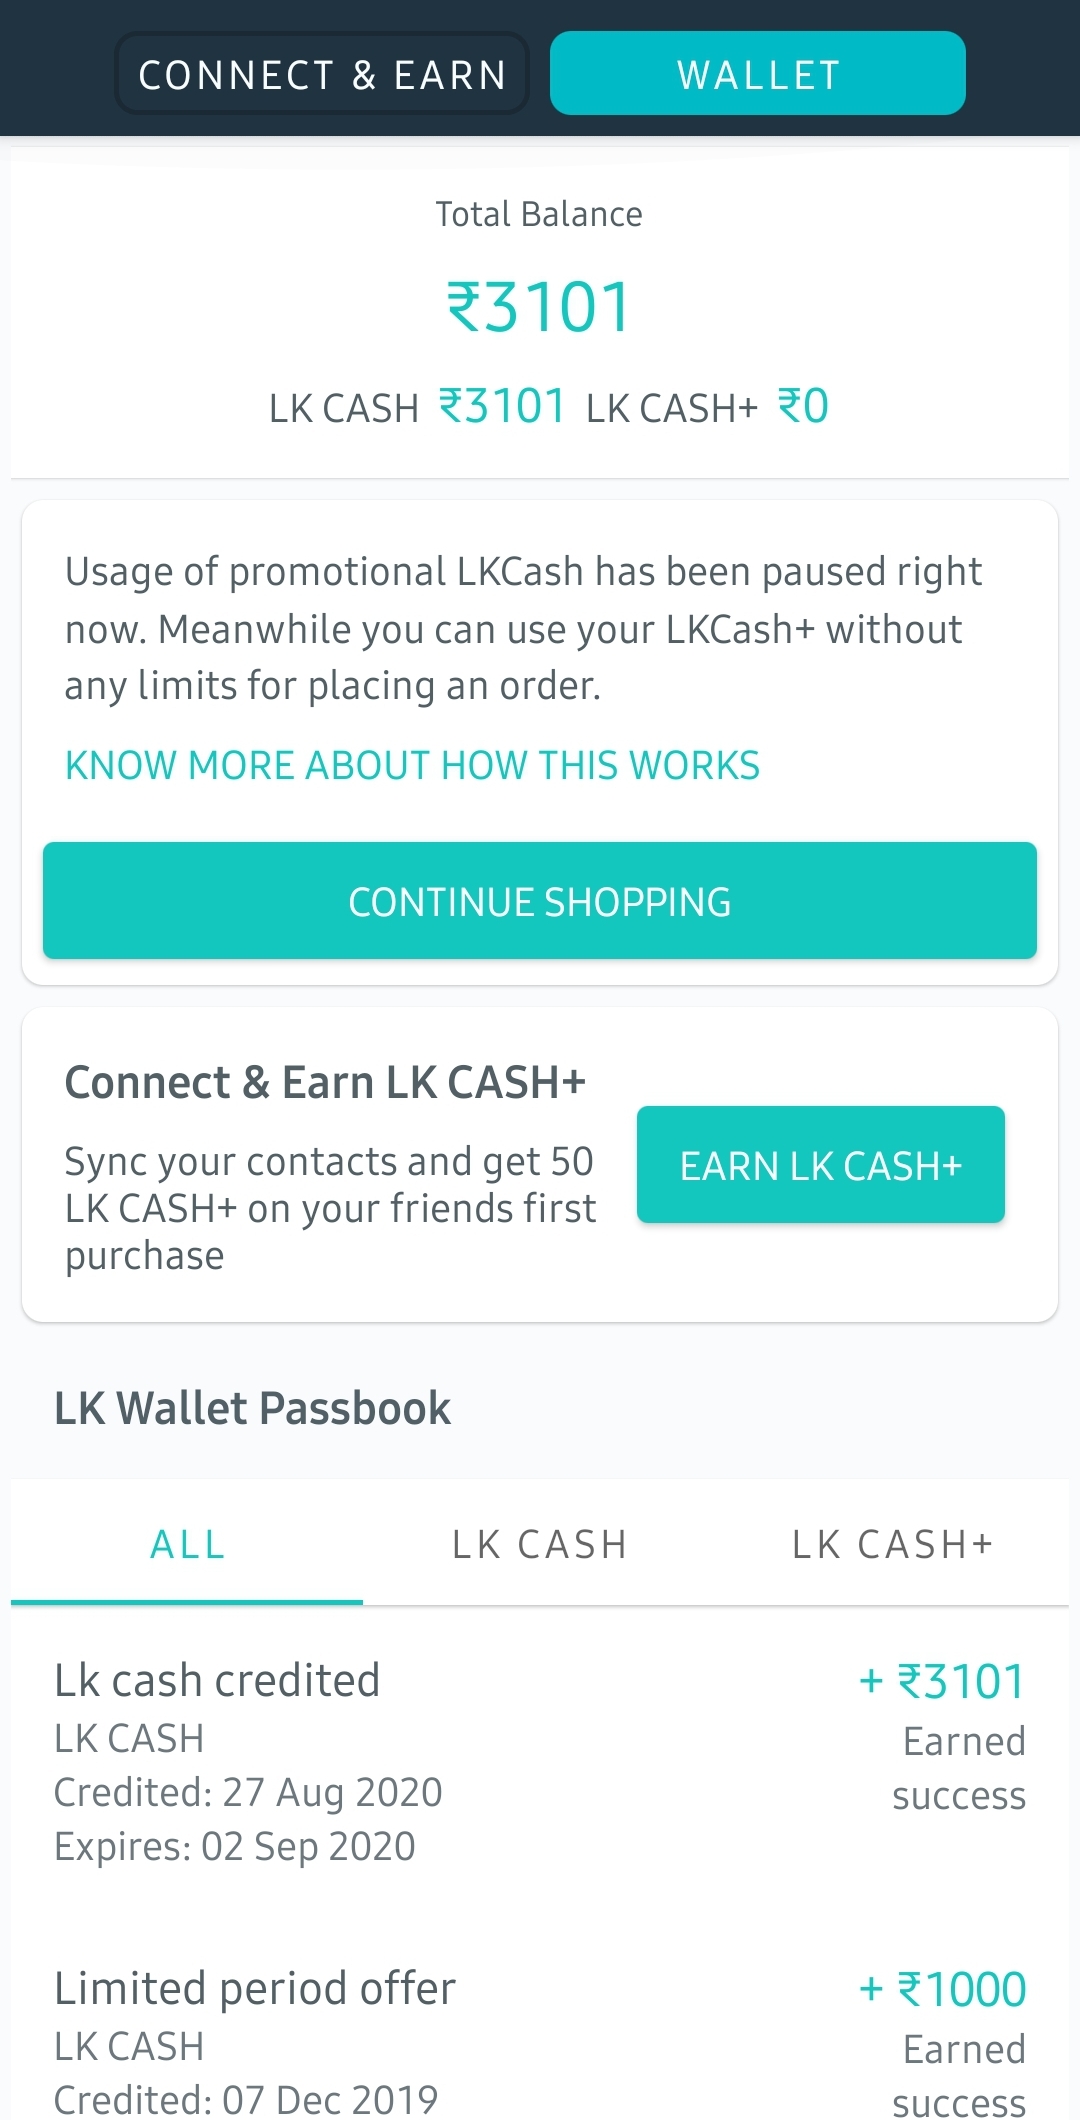 CONNECT & EARN
WALLET
Total Balance
₹3101
LK CASH ₹3101 LK CASH+ ₹0
Usage of promotional LKCash has been paused right
now. Meanwhile you can use your LKCash+ without
any limits for placing an order.
KNOW MORE ABOUT HOW THIS WORKS
CONTINUE SHOPPING
Connect & Earn LK CASH+
Sync your contacts and get 50
LK CASH+ on your friends first
purchase
EARN LK CASH+
LK Wallet Passbook
ALL
LK CASH
LK CASH+
Lk cash credited
+ ₹3101
LK CASH
Earned
Credited: 27 Aug 2020
success
Expires: 02 Sep 2020
Limited period offer
+ ₹1000
LK CASH
Earned
Credited: 07 Dec 2019
success